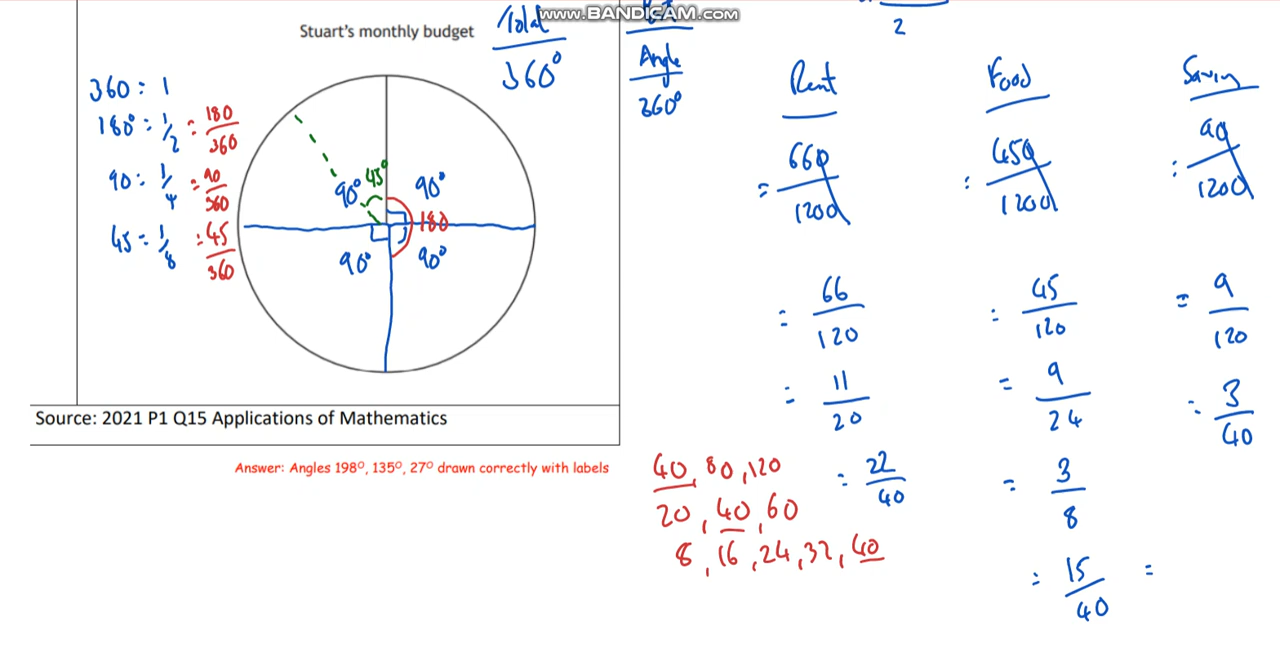 www.BANDICAM.com
Stuart's monthly budget
Total
360°
Angle
360°
2
Rent
Food
Saving
360 : 1
180° : 1/2 = 180/360
90 : 1/4 = 90/360
45 = 1/8 : 45/360
90° 45° 90°
180
90° 90°
= 660/1200 : 450/1200 : 90/1200
: 66/120 : 45/120 = 9/120
= 11/20 = 9/24 : 3/40
: 22/40 = 3/8
: 15/40 =
40, 80, 120
20, 40, 60
8, 16, 24, 32, 40
Source: 2021 P1 Q15 Applications of Mathematics
Answer: Angles 198°, 135°, 27° drawn correctly with labels